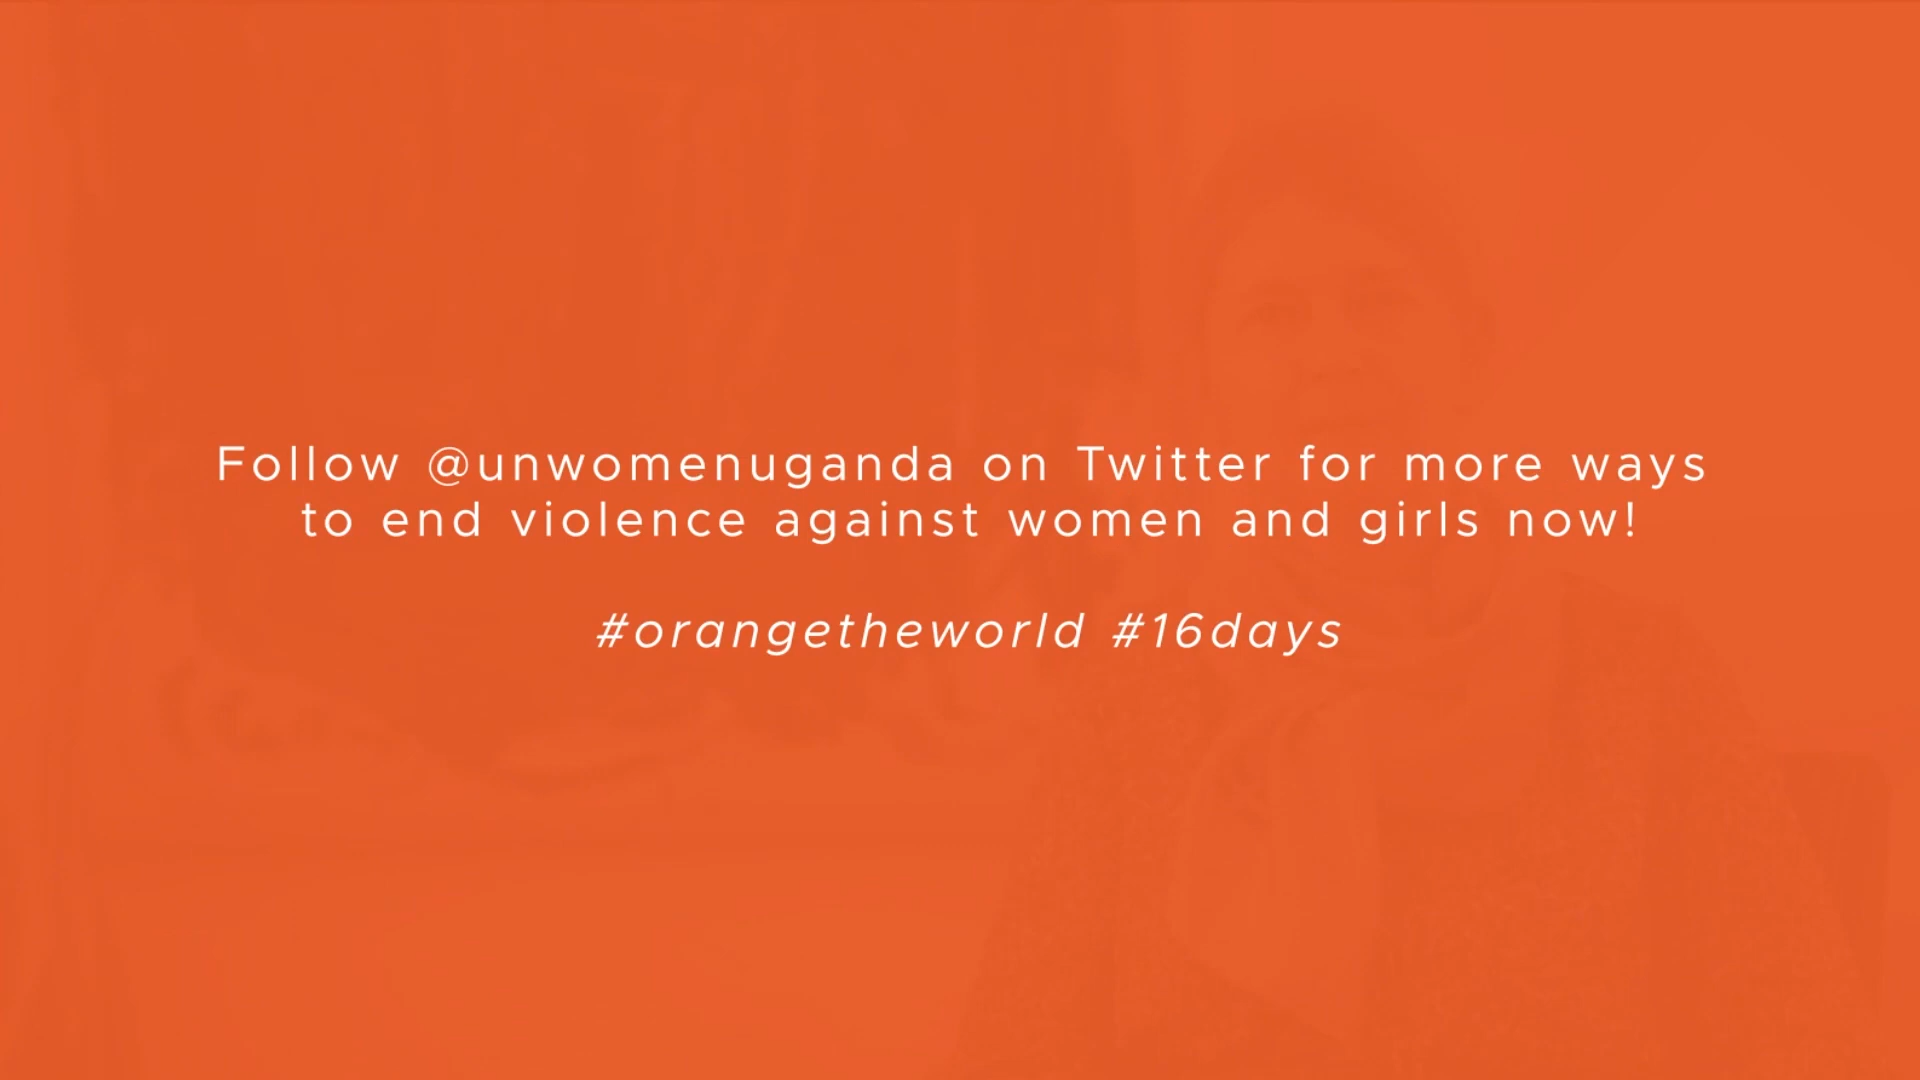 Follow @unwomenuganda on Twitter for more ways
to end violence against women and girls now!
#orangetheworld #16days